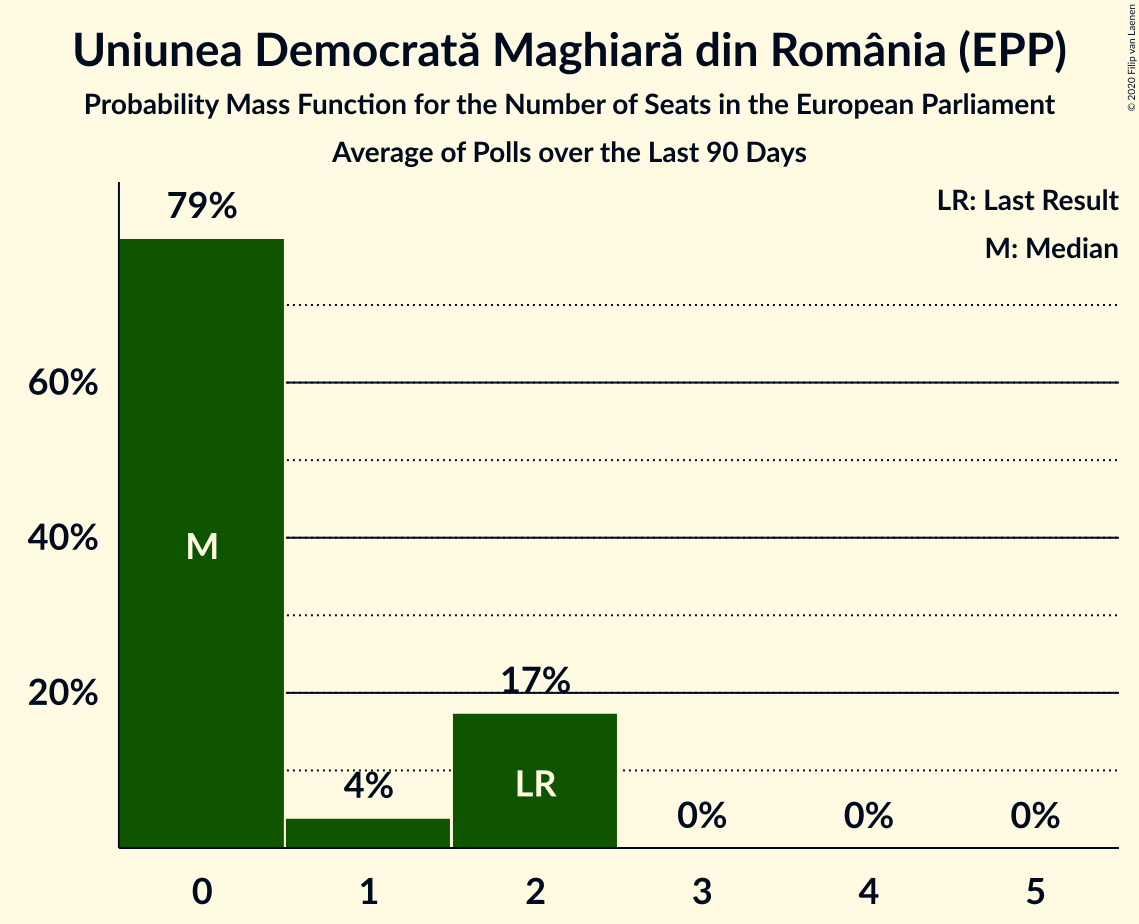 Uniunea Democrată Maghiară din România (EPP)
Probability Mass Function for the Number of Seats in the European Parliament
Average of Polls over the Last 90 Days
© 2020 Filip van Laenen
LR: Last Result
M: Median
79%
60%
40%
20%
M
4%
17%
LR
0%
0%
0%
0
1
2
3
4
5